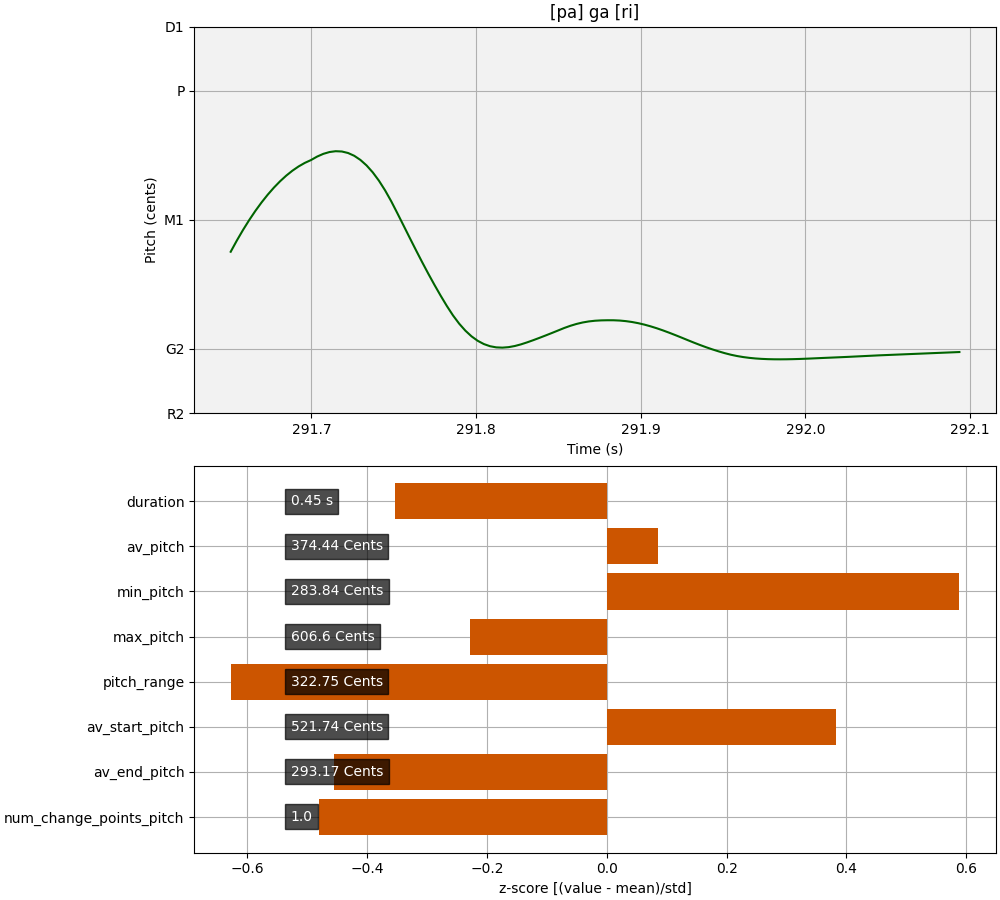 [pa] ga [ri]
D1
P
M1
G2
R2
Pitch (cents)
291.7 291.8 291.9 292.0 292.1
Time (s)
duration 0.45 s
av_pitch 374.44 Cents
min_pitch 283.84 Cents
max_pitch 606.6 Cents
pitch_range 322.75 Cents
av_start_pitch 521.74 Cents
av_end_pitch 293.17 Cents
num_change_points_pitch 1.0
−0.6 −0.4 −0.2 0.0 0.2 0.4 0.6
z-score [(value - mean)/std]